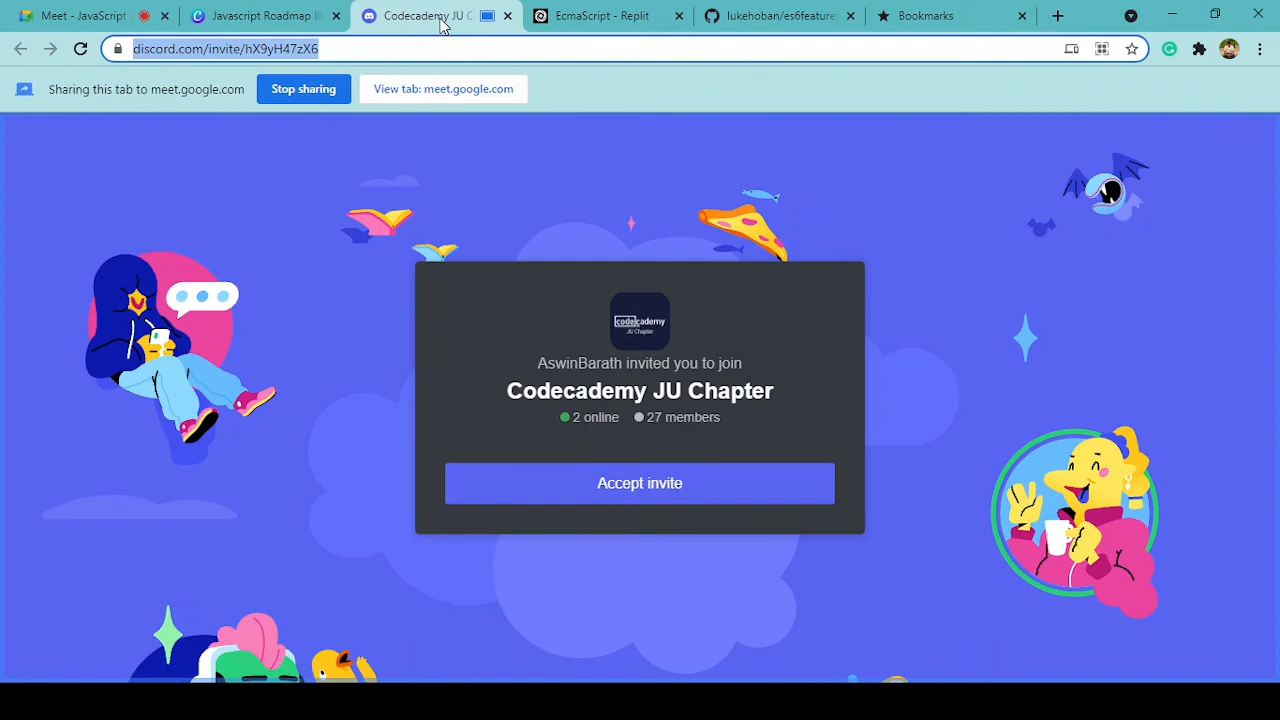 Meet - JavaScript
Javascript Roadmap
Codecademy JU C
EcmaScript - Replit
lukehoban/es6feature
Bookmarks
discord.com/invite/hX9yH47zX6
Sharing this tab to meet.google.com
Stop sharing
View tab: meet.google.com
codecademy
JU Chapter
AswinBarath invited you to join
Codecademy JU Chapter
2 online 27 members
Accept invite